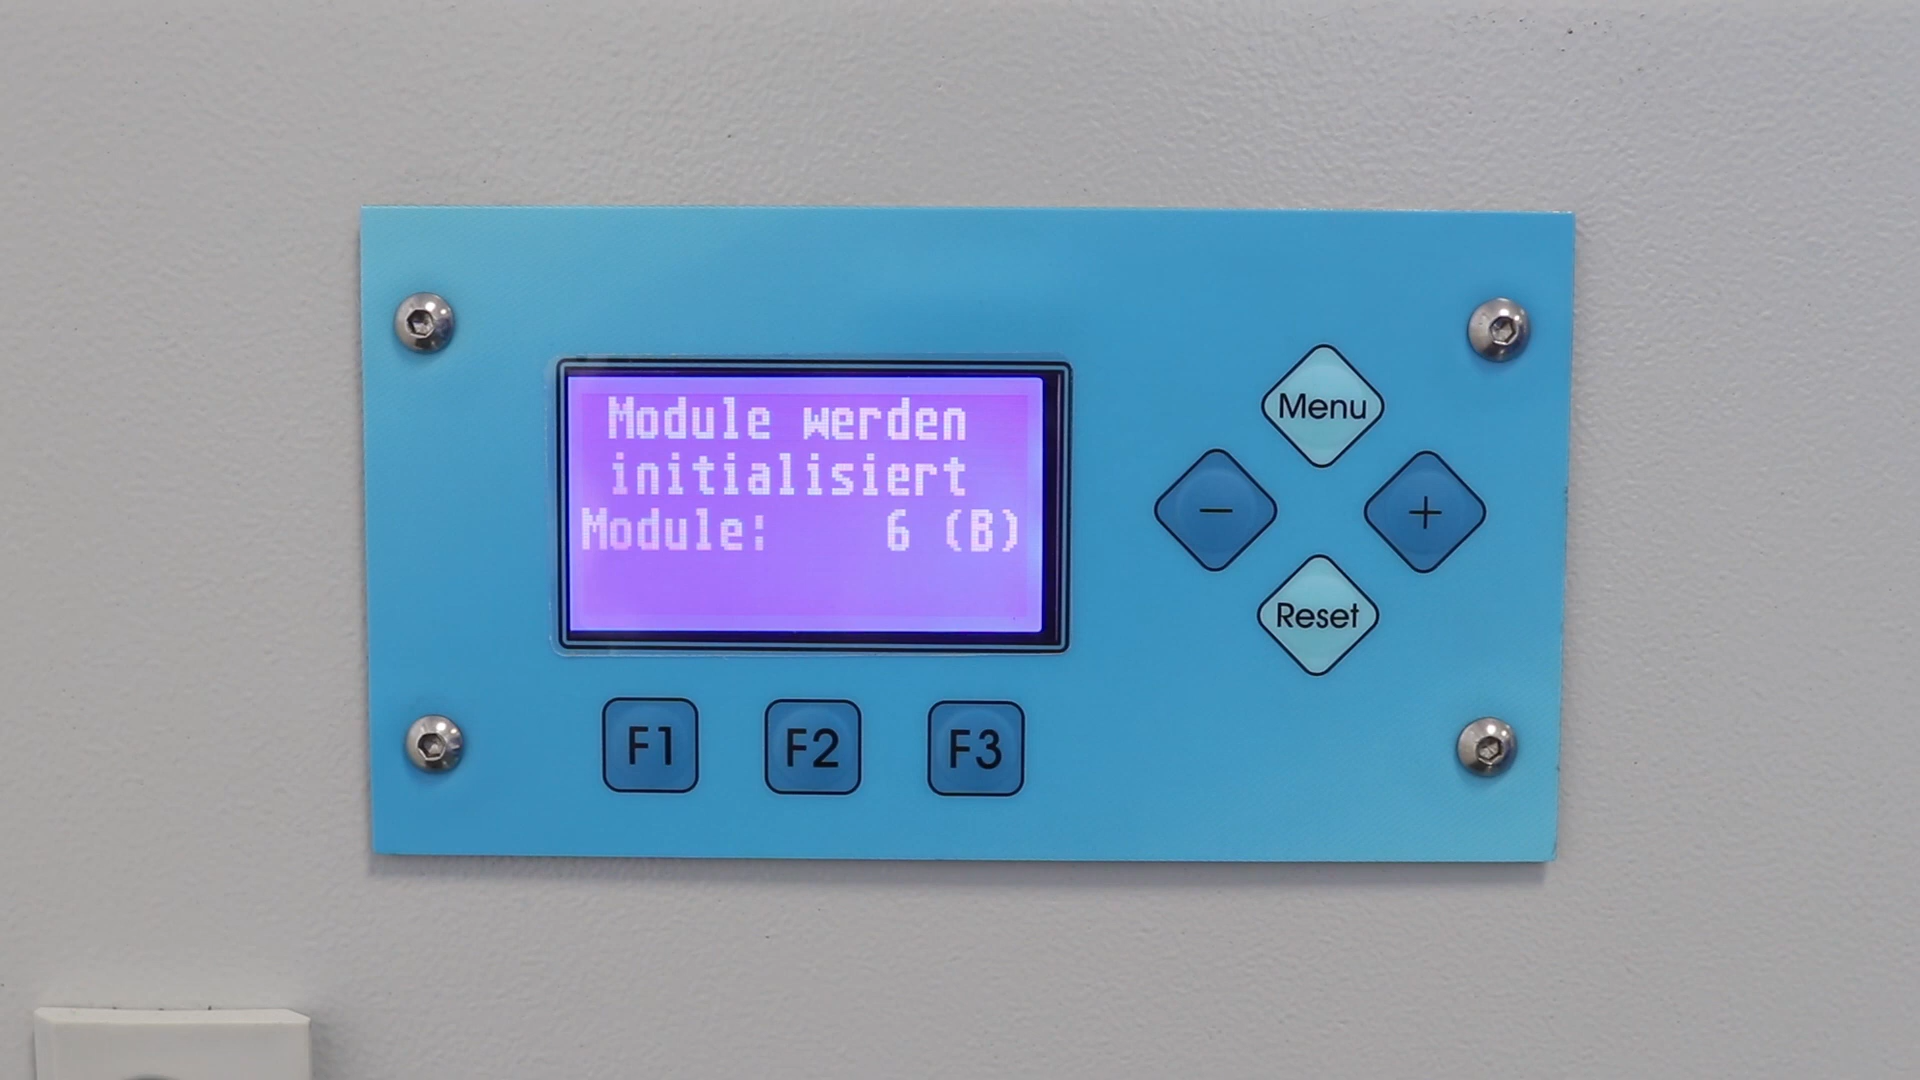 Module werden
initialisiert
Module: 6 (B)
Menu
− +
Reset
F1 F2 F3